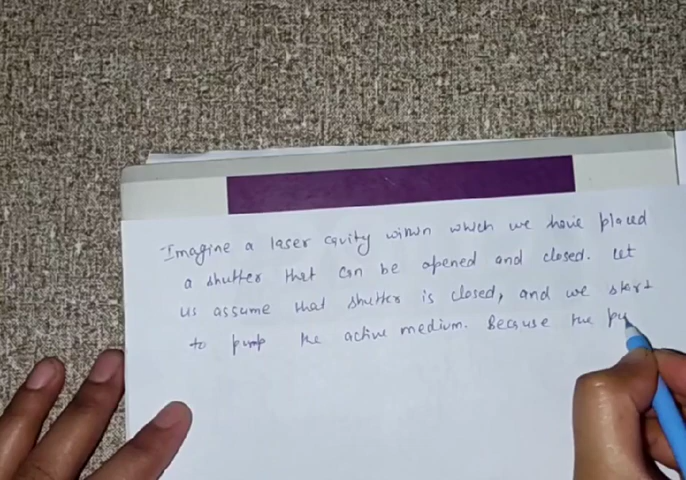 Imagine a laser cavity within which we have placed
a shutter that can be opened and closed. Let
us assume that shutter is closed, and we start
to pump the active medium. Because the pu